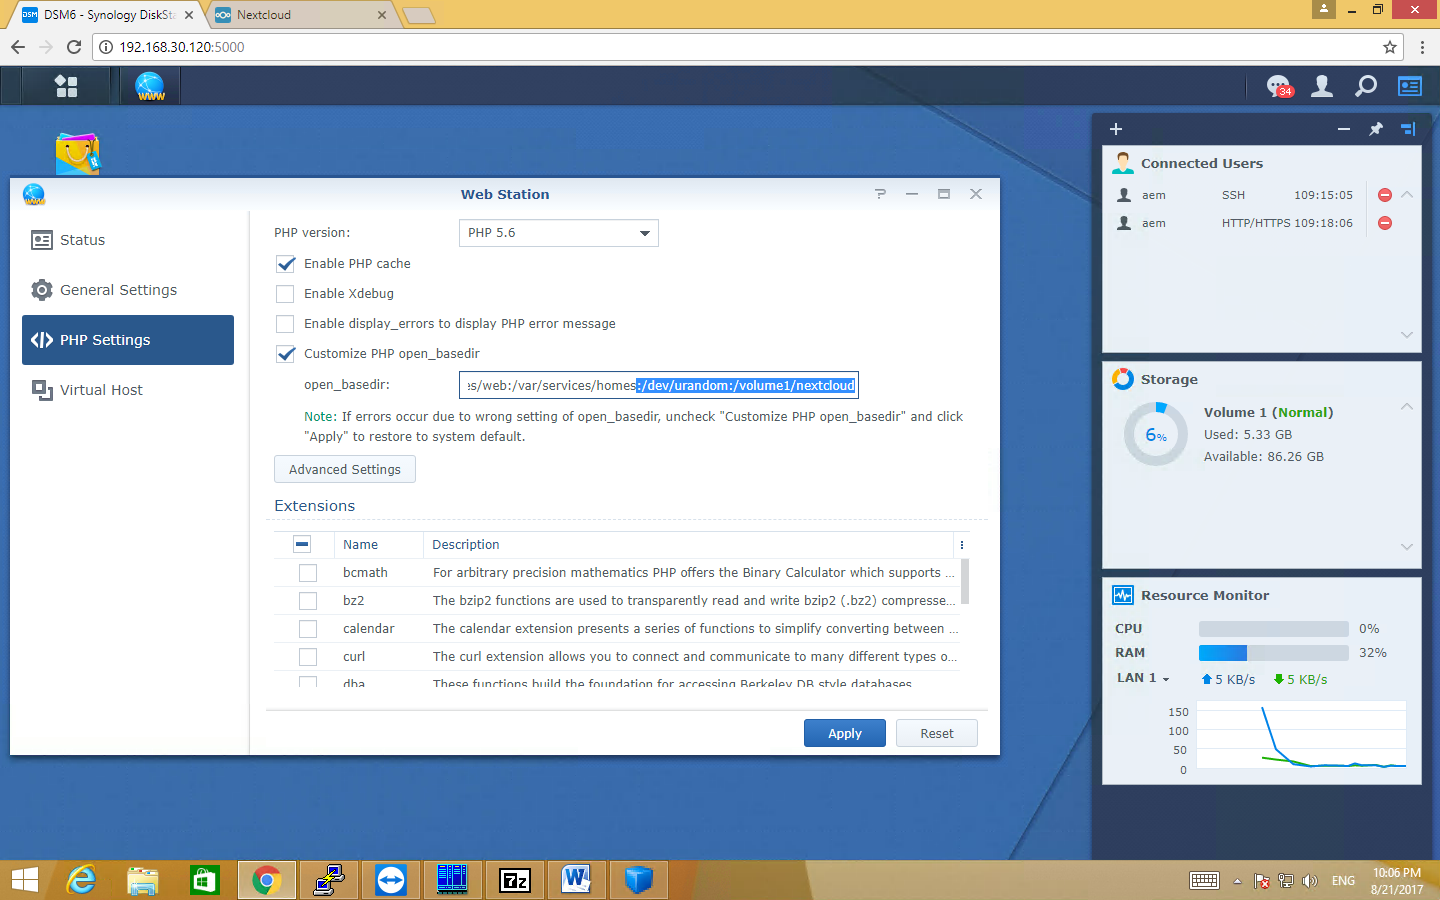 DSM6 - Synology DiskSta
Nextcloud
192.168.30.120:5000
WWW
34
Web Station
Status
General Settings
PHP Settings
Virtual Host
PHP version:
PHP 5.6
Enable PHP cache
Enable Xdebug
Enable display_errors to display PHP error message
Customize PHP open_basedir
open_basedir:
es/web:/var/services/homes:/dev/urandom:/volume1/nextcloud
Note: If errors occur due to wrong setting of open_basedir, uncheck "Customize PHP open_basedir" and click
"Apply" to restore to system default.
Advanced Settings
Extensions
Name Description
bcmath For arbitrary precision mathematics PHP offers the Binary Calculator which supports ...
bz2 The bzip2 functions are used to transparently read and write bzip2 (.bz2) compresse...
calendar The calendar extension presents a series of functions to simplify converting between ...
curl The curl extension allows you to connect and communicate to many different types o...
dba These functions build the foundation for accessing Berkeley DB style databases
Apply Reset
Connected Users
aem SSH 109:15:05
aem HTTP/HTTPS 109:18:06
Storage
6%
Volume 1 (Normal)
Used: 5.33 GB
Available: 86.26 GB
Resource Monitor
CPU 0%
RAM 32%
LAN 1 5 KB/s 5 KB/s
150
100
50
0
ENG
10:06 PM
8/21/2017